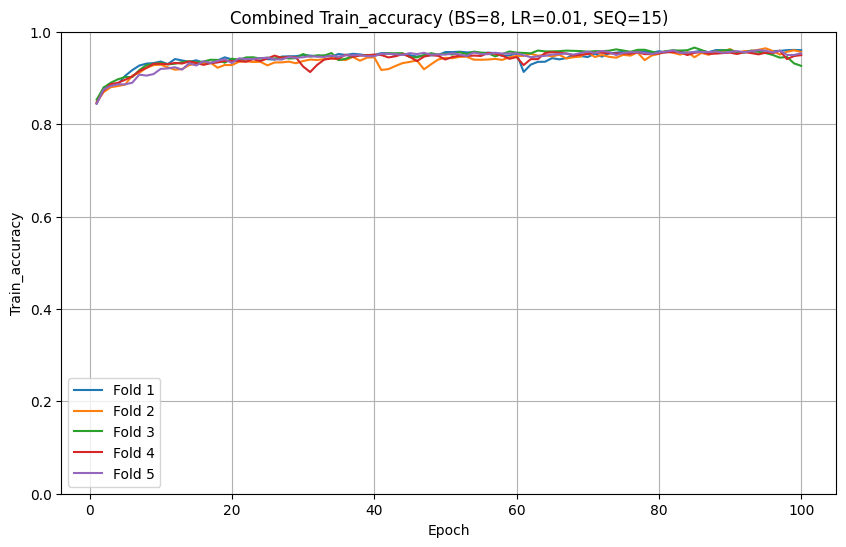 Combined Train_accuracy (BS=8, LR=0.01, SEQ=15)
1.0
0.8
0.6
0.4
0.2
0.0
Train_accuracy
Fold 1
Fold 2
Fold 3
Fold 4
Fold 5
0 20 40 60 80 100
Epoch